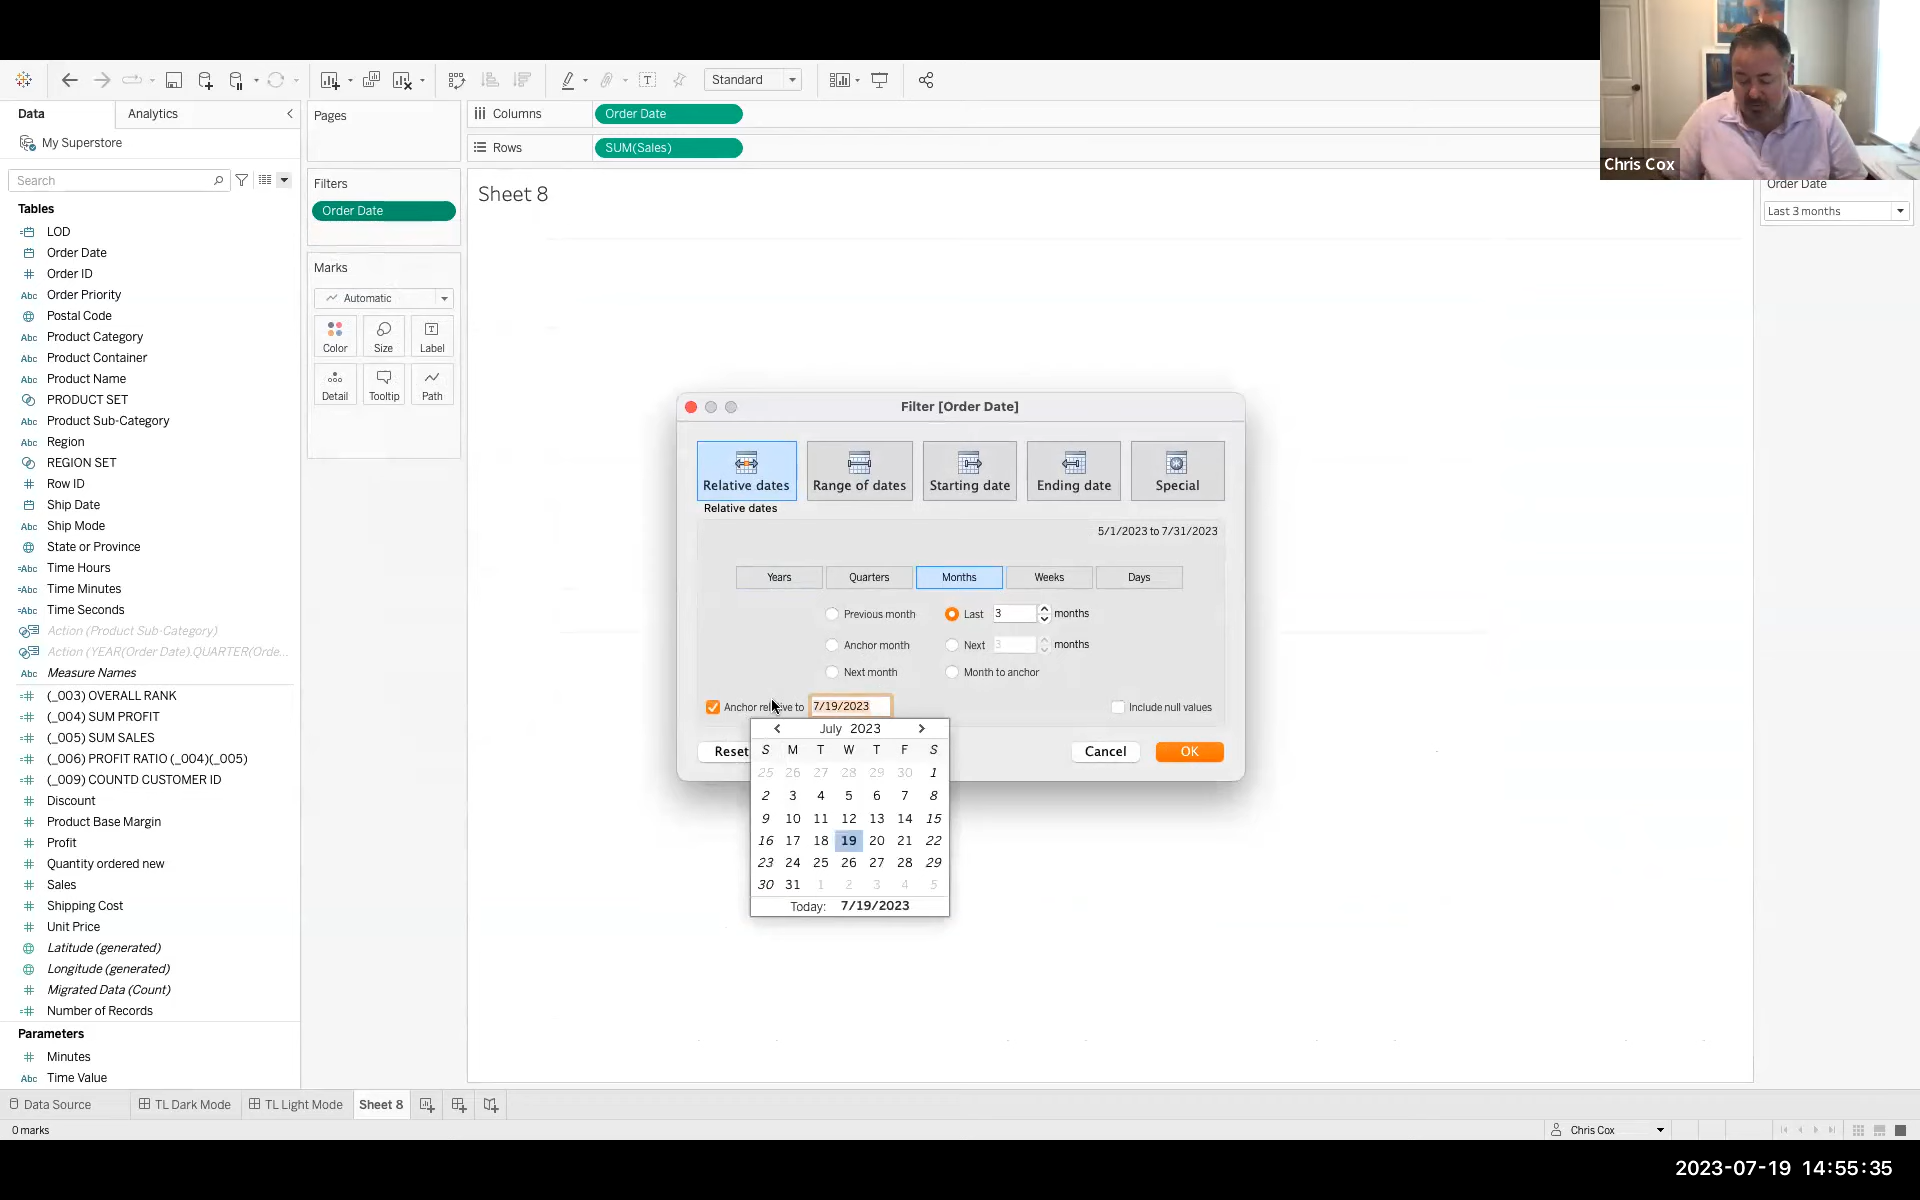 Standard
Chris Cox
Data
Analytics
My Superstore
Search
Tables
LOD
Order Date
Order ID
Abc Order Priority
Postal Code
Abc Product Category
Abc Product Container
Abc Product Name
PRODUCT SET
Abc Product Sub-Category
Abc Region
REGION SET
Row ID
Ship Date
Abc Ship Mode
State or Province
=Abc Time Hours
=Abc Time Minutes
=Abc Time Seconds
Action (Product Sub-Category)
Action (YEAR(Order Date).QUARTER(Orde...
Abc Measure Names
(_003) OVERALL RANK
(_004) SUM PROFIT
(_005) SUM SALES
(_006) PROFIT RATIO (_004)(_005)
(_009) COUNTD CUSTOMER ID
Discount
Product Base Margin
Profit
Quantity ordered new
Sales
Shipping Cost
Unit Price
Latitude (generated)
Longitude (generated)
Migrated Data (Count)
Number of Records
Parameters
Minutes
Abc Time Value
Pages
Filters
Order Date
Marks
Automatic
Color Size Label
Detail Tooltip Path
Columns Order Date
Rows SUM(Sales)
Sheet 8
Order Date
Last 3 months
Filter [Order Date]
Relative dates Range of dates Starting date Ending date Special
Relative dates
5/1/2023 to 7/31/2023
Years Quarters Months Weeks Days
Previous month Last 3 months
Anchor month Next 3 months
Next month Month to anchor
Anchor relative to 7/19/2023 Include null values
Reset Cancel OK
July 2023
S M T W T F S
25 26 27 28 29 30 1
2 3 4 5 6 7 8
9 10 11 12 13 14 15
16 17 18 19 20 21 22
23 24 25 26 27 28 29
30 31 1 2 3 4 5
Today: 7/19/2023
Data Source TL Dark Mode TL Light Mode Sheet 8
0 marks
Chris Cox
2023-07-19 14:55:35